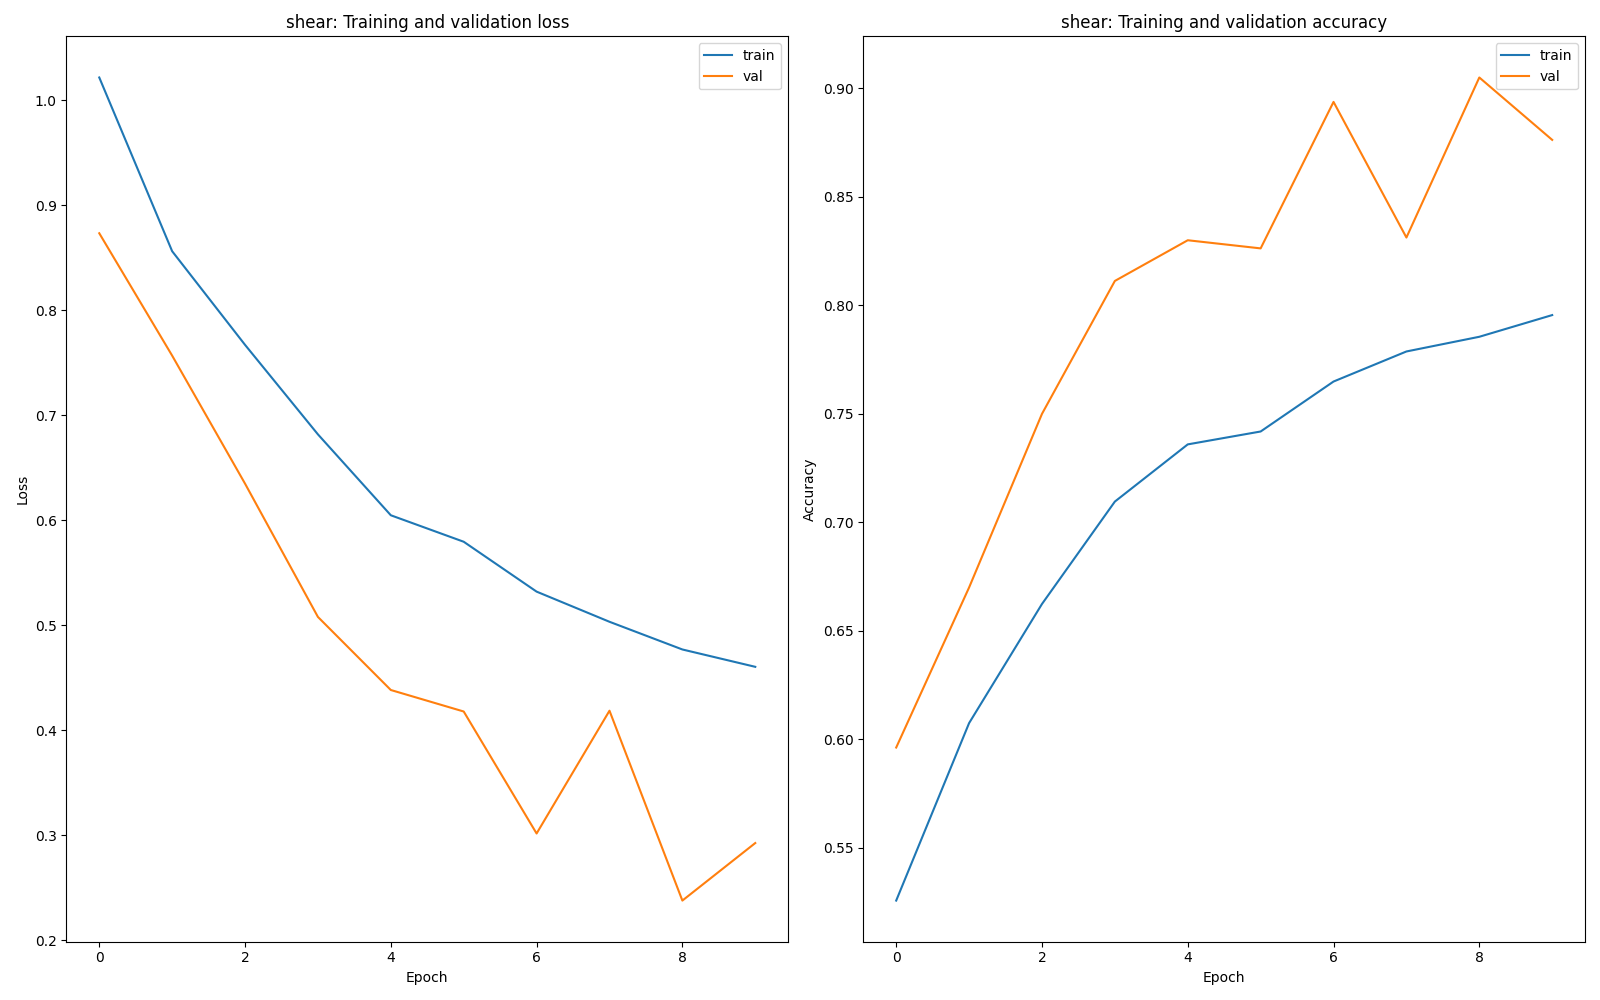 shear: Training and validation loss
train
val
1.0
0.9
0.8
0.7
0.6
0.5
0.4
0.3
0.2
Loss
0 2 4 6 8
Epoch
shear: Training and validation accuracy
train
val
0.90
0.85
0.80
0.75
0.70
0.65
0.60
0.55
Accuracy
0 2 4 6 8
Epoch